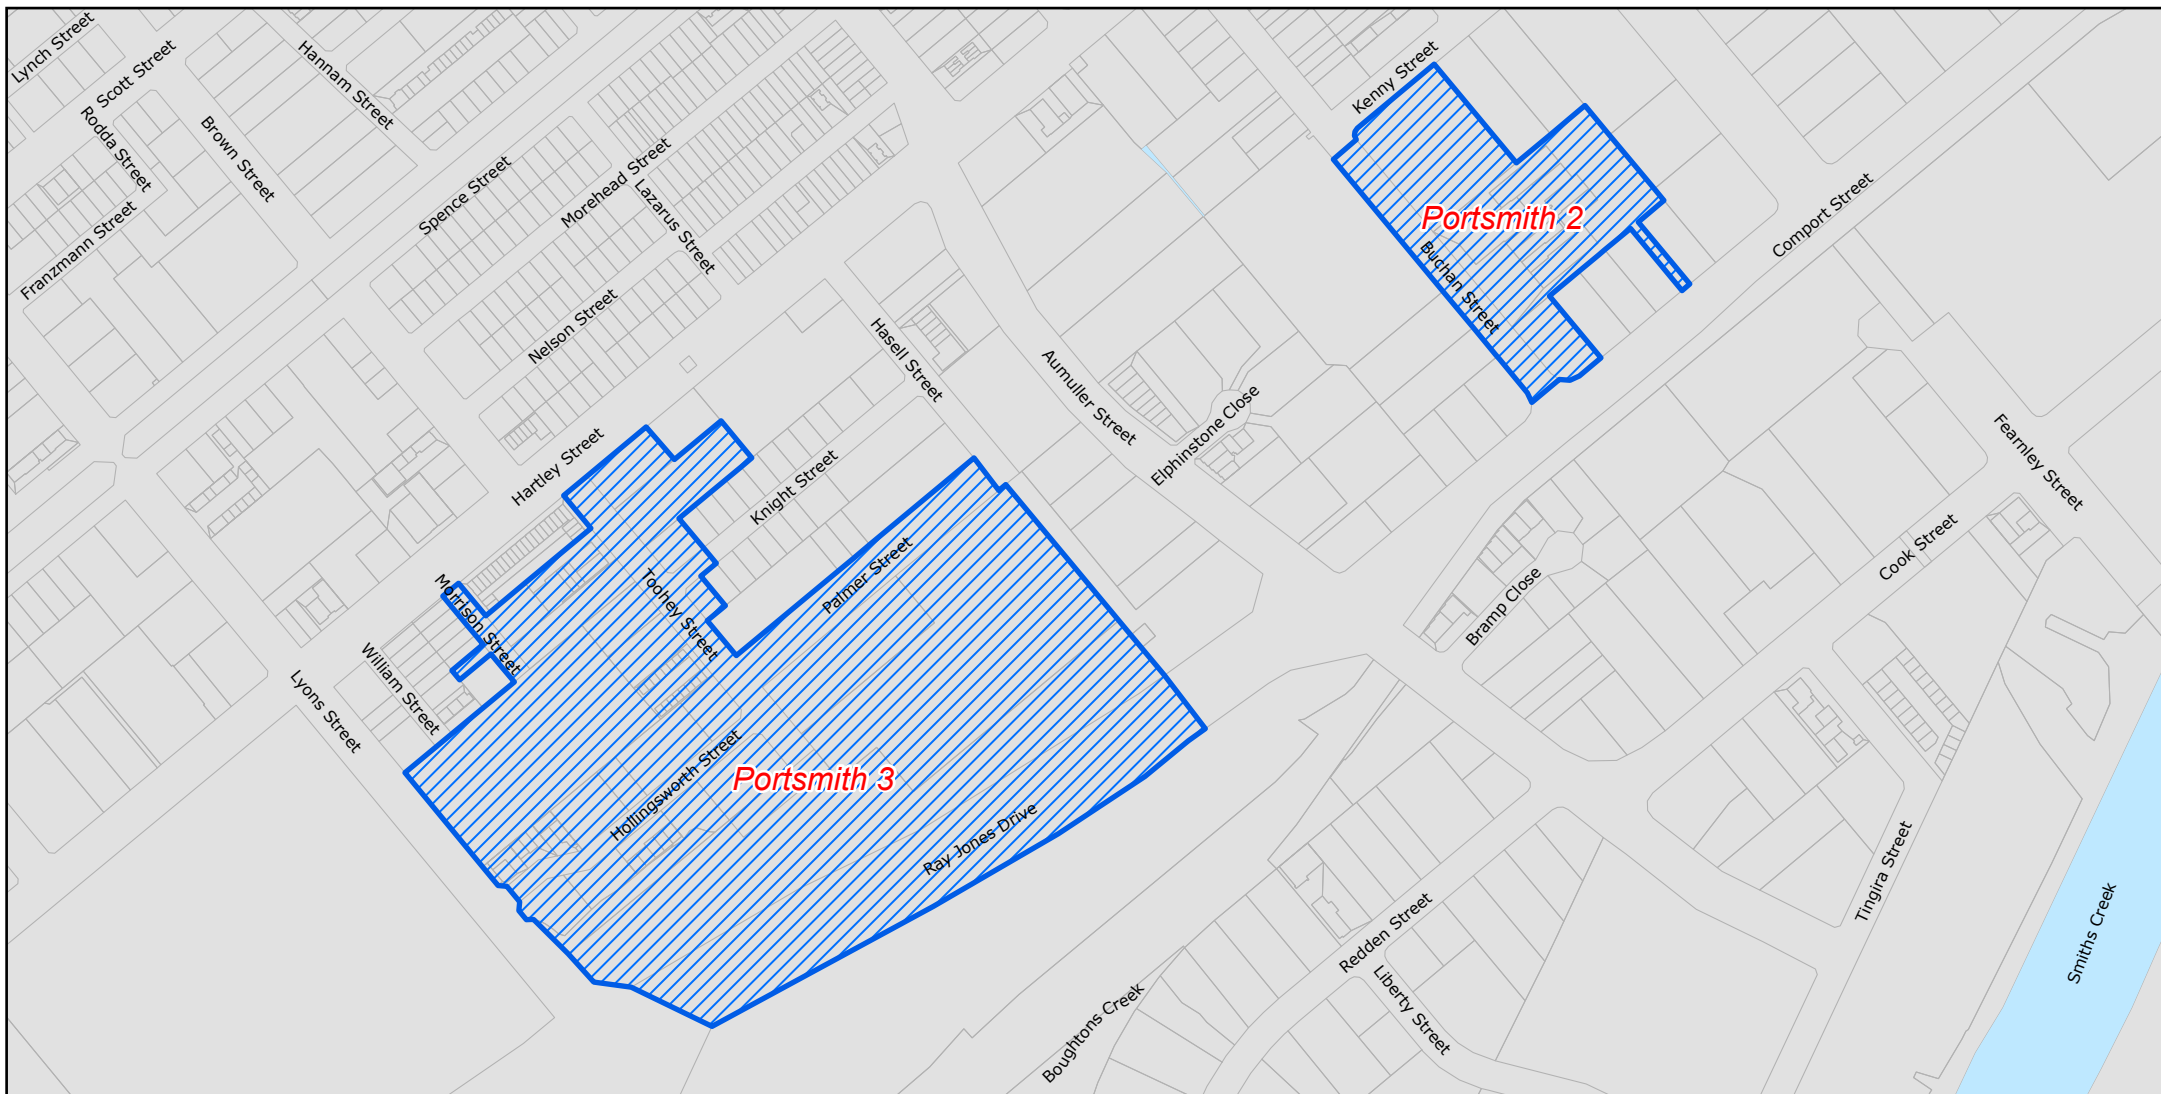 Lynch Street
Scott Street
Hannam Street
Kenny Street
Rodda Street
Brown Street
Spence Street
Morehead Street
Lazarus Street
Franzmann Street
Comport Street
Portsmith 2
Buchan Street
Nelson Street
Hasell Street
Aumuller Street
Elphinstone Close
Hartley Street
Knight Street
Fearnley Street
Palmer Street
Toohey Street
Morrison Street
Cook Street
Bramp Close
William Street
Lyons Street
Hollingsworth Street
Portsmith 3
Ray Jones Drive
Tingira Street
Redden Street
Smiths Creek
Liberty Street
Boughtons Creek